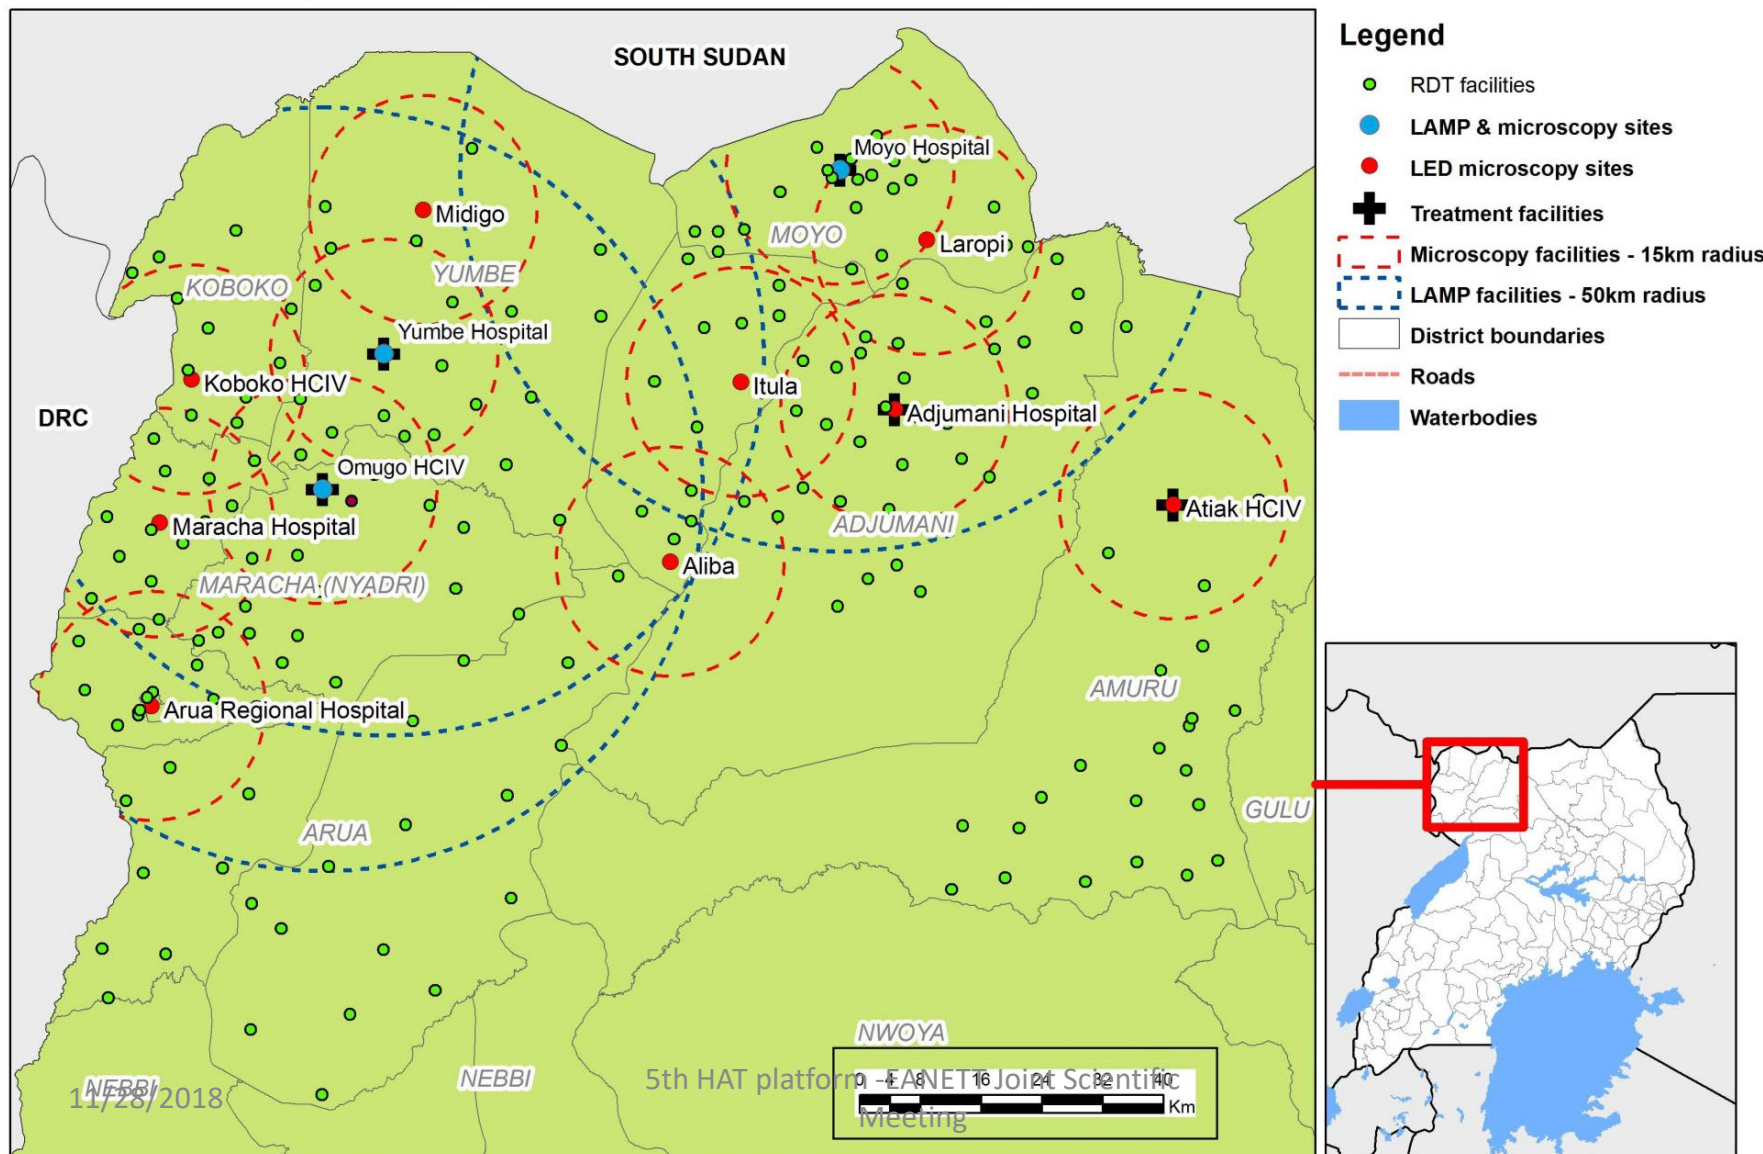 SOUTH SUDAN
Moyo Hospital
Midigo
MOYO
Laropi
YUMBE
KOBOKO
Yumbe Hospital
Koboko HCIV
Itula
DRC
Adjumani Hospital
Omugo HCIV
Atiak HCIV
Maracha Hospital
ADJUMANI
Aliba
MARACHA (NYADRI)
AMURU
Arua Regional Hospital
GULU
ARUA
NWOYA
NEBBI
NEBBI
11/28/2018
5th HAT platform -EANETT Joint Scientific
Meeting
0 4 8 16 24 32 40
Km
Legend
RDT facilities
LAMP & microscopy sites
LED microscopy sites
Treatment facilities
Microscopy facilities - 15km radius
LAMP facilities - 50km radius
District boundaries
Roads
Waterbodies